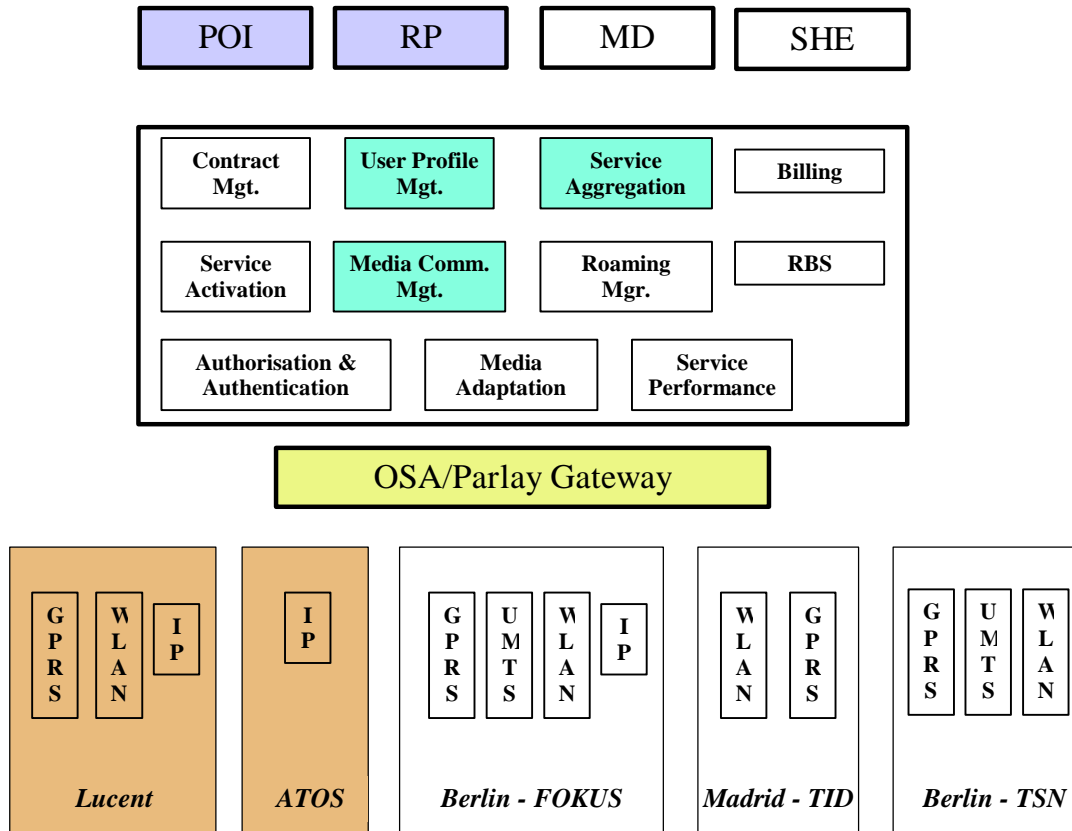 POI
RP
MD
SHE
Contract
Mgt.
User Profile
Mgt.
Service
Aggregation
Billing
Service
Activation
Media Comm.
Mgt.
Roaming
Mgr.
RBS
Authorisation &
Authentication
Media
Adaptation
Service
Performance
OSA/Parlay Gateway
GPRS
WLAN
IP
Lucent
IP
ATOS
GPRS
UMTS
WLAN
IP
Berlin - FOKUS
WLAN
GPRS
Madrid - TID
GPRS
UMTS
WLAN
Berlin - TSN